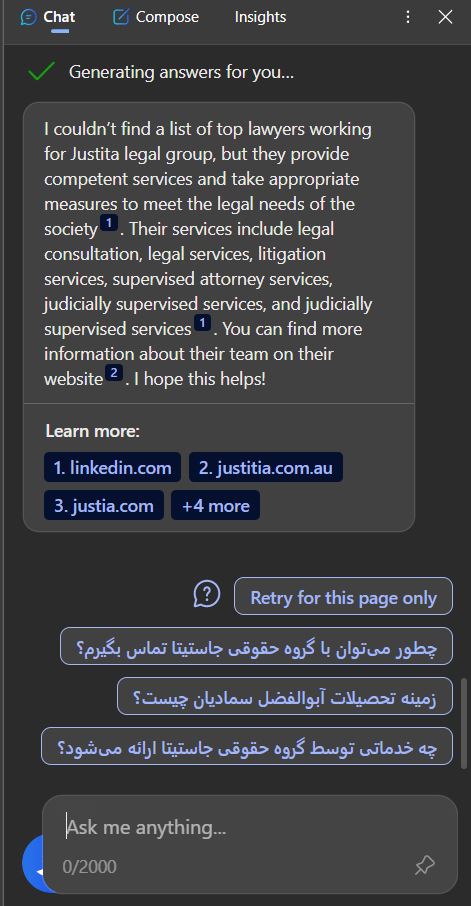 Chat Compose Insights
Generating answers for you...
I couldn't find a list of top lawyers working
for Justita legal group, but they provide
competent services and take appropriate
measures to meet the legal needs of the
society 1 . Their services include legal
consultation, legal services, litigation
services, supervised attorney services,
judicially supervised services, and judicially
supervised services 1 . You can find more
information about their team on their
website 2 . I hope this helps!
Learn more:
1. linkedin.com 2. justitia.com.au
3. justia.com +4 more
Retry for this page only
چطور می‌توان با گروه حقوقی جاستیتا تماس بگیرم؟
زمینه تحصیلات آبوالفضل سمادیان چیست؟
چه خدماتی توسط گروه حقوقی جاستیتا ارائه می‌شود؟
Ask me anything...
0/2000